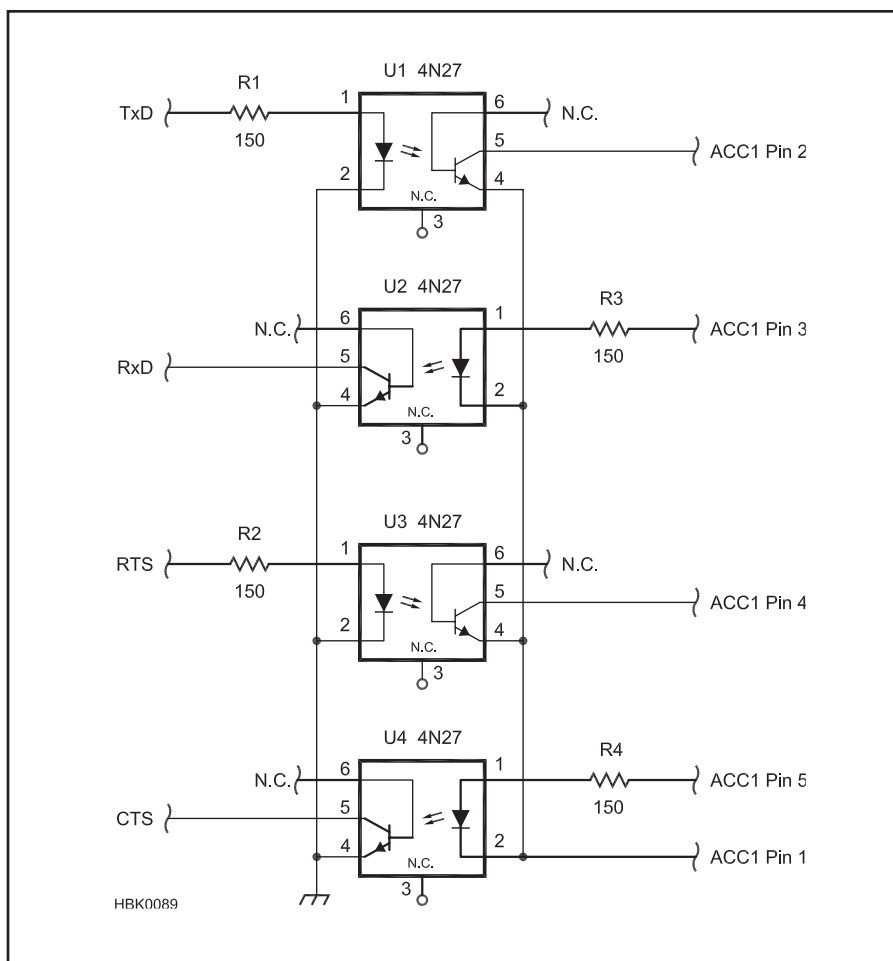 U1 4N27
R1
1
6
TxD
N.C.
150
5
ACC1 Pin 2
2
4
N.C.
3
U2 4N27
R3
1
N.C.
6
ACC1 Pin 3
150
RxD
5
2
4
N.C.
3
U3 4N27
R2
1
6
RTS
N.C.
150
5
ACC1 Pin 4
2
4
N.C.
3
U4 4N27
R4
1
N.C.
6
ACC1 Pin 5
150
CTS
5
2
4
ACC1 Pin 1
N.C.
3
HBK0089